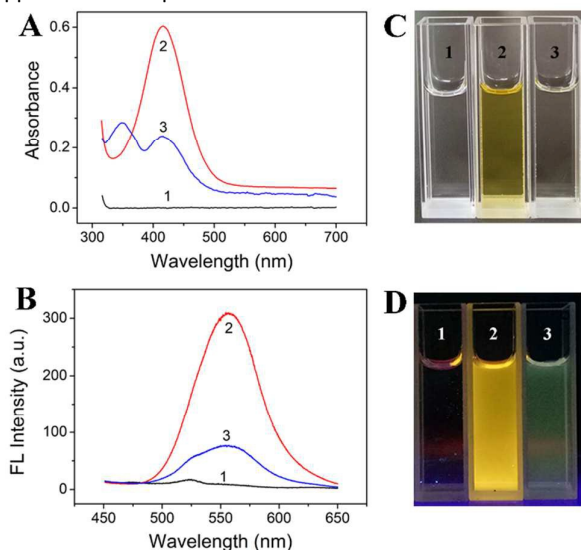 A
0.6
0.4
0.2
0.0
Absorbance
2
3
1
300 400 500 600 700
Wavelength (nm)
C
1 2 3
B
300
200
100
0
FL Intensity (a.u.)
2
3
1
450 500 550 600 650
Wavelength (nm)
D
1 2 3